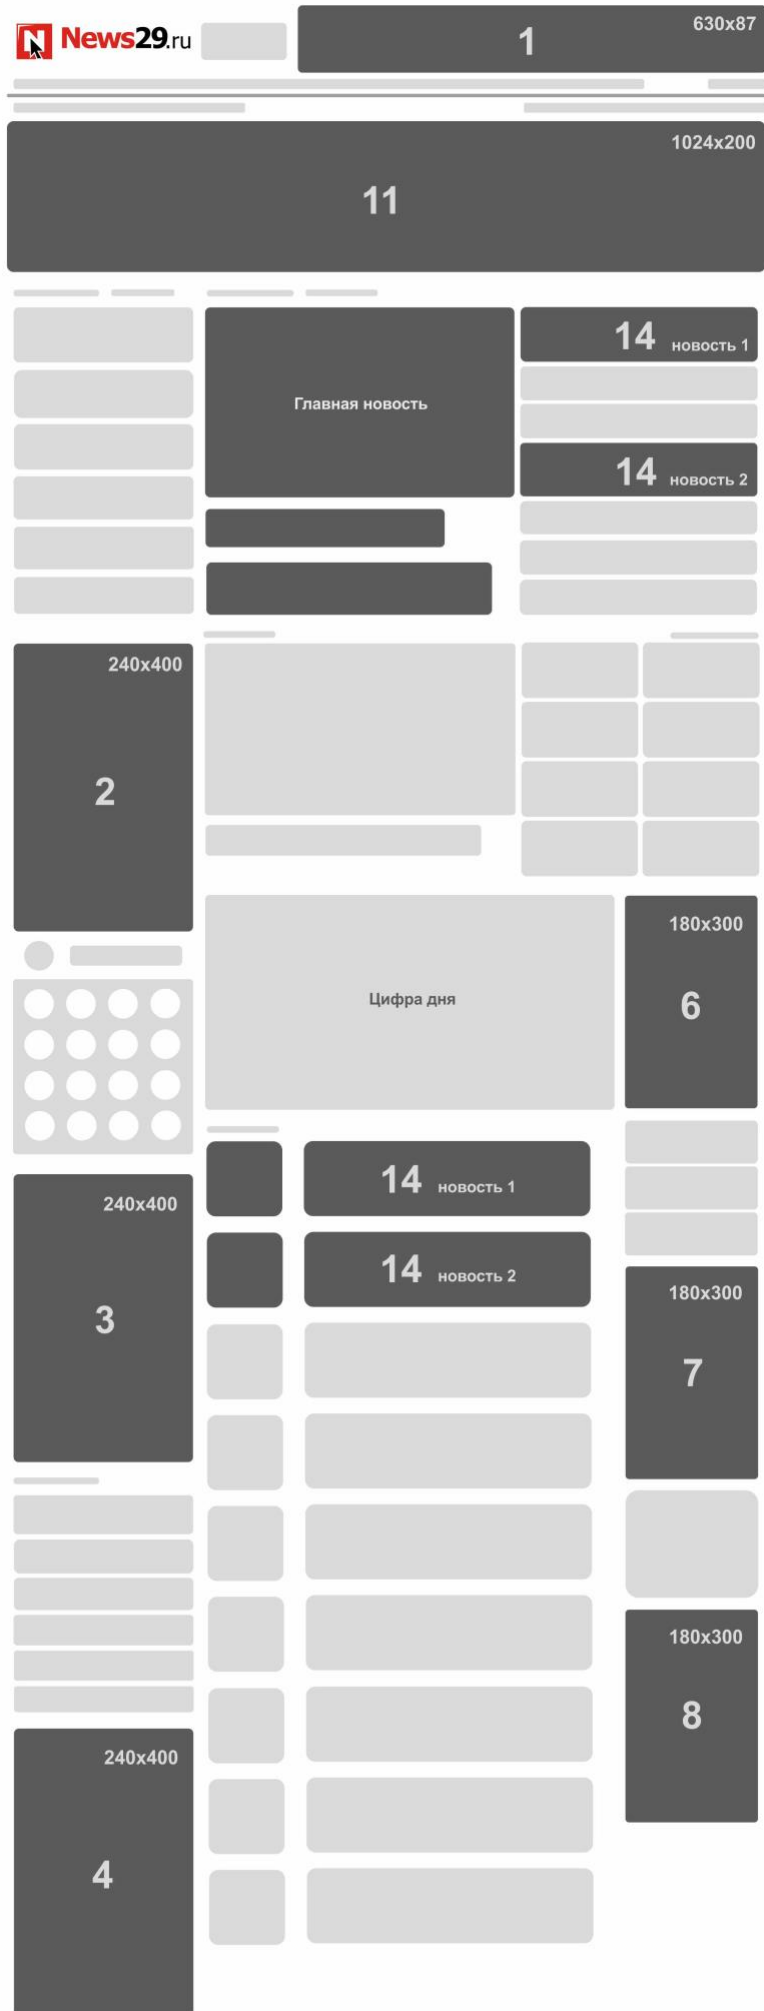 News29.ru
630x87
1
1024x200
11
14 новость 1
Главная новость
14 новость 2
240x400
2
180x300
6
Цифра дня
14 новость 1
240x400
3
14 новость 2
180x300
7
180x300
8
240x400
4